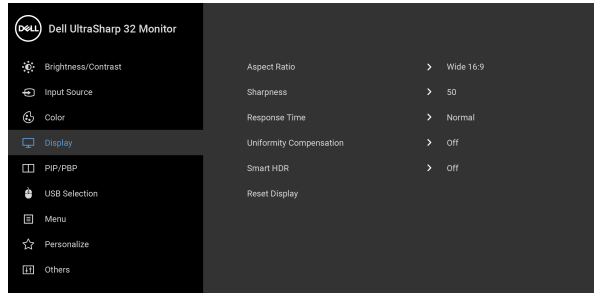 DELL Dell UltraSharp 32 Monitor
Brightness/Contrast
Input Source
Color
Display
PIP/PBP
USB Selection
Menu
Personalize
Others
Aspect Ratio > Wide 16:9
Sharpness > 50
Response Time > Normal
Uniformity Compensation > Off
Smart HDR > Off
Reset Display